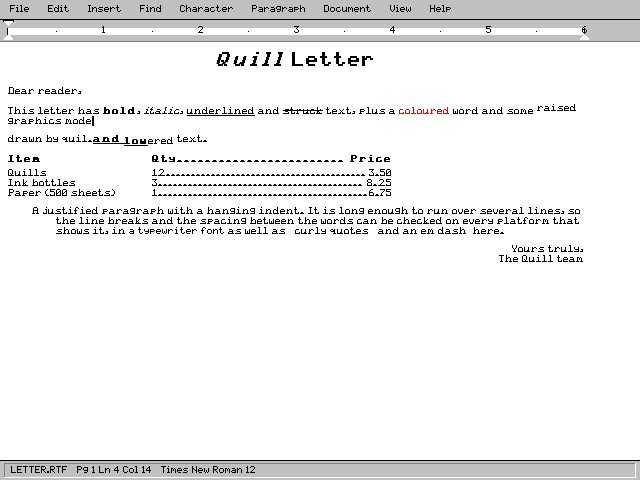 File Edit Insert Find Character Paragraph Document View Help
1 2 3 4 5 6
Quill Letter
Dear reader,
This letter has bold, italic, underlined and struck text, plus a coloured word and some raised
graphics mode
drawn by quil.and lowered text.
Item Qty........................ Price
Quills 12........................ 3.50
Ink bottles 3........................ 8.25
Paper (500 sheets) 1........................ 6.75
A justified paragraph with a hanging indent. It is long enough to run over several lines, so
the line breaks and the spacing between the words can be checked on every platform that
shows it, in a typewriter font as well as curly quotes and an em dash here.
Yours truly,
The Quill team
LETTER.RTF Pg 1 Ln 4 Col 14 Times New Roman 12